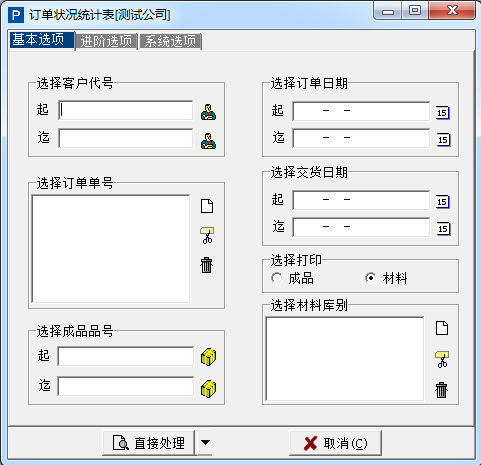 订单状况统计表[测试公司]
基本选项 进阶选项 系统选项
选择客户代号
起
迄
选择订单单号
选择成品品号
起
迄
选择订单日期
起 - - 15
迄 - - 15
选择交货日期
起 - - 15
迄 - - 15
选择打印
成品 材料
选择材料库别
直接处理 取消(C)